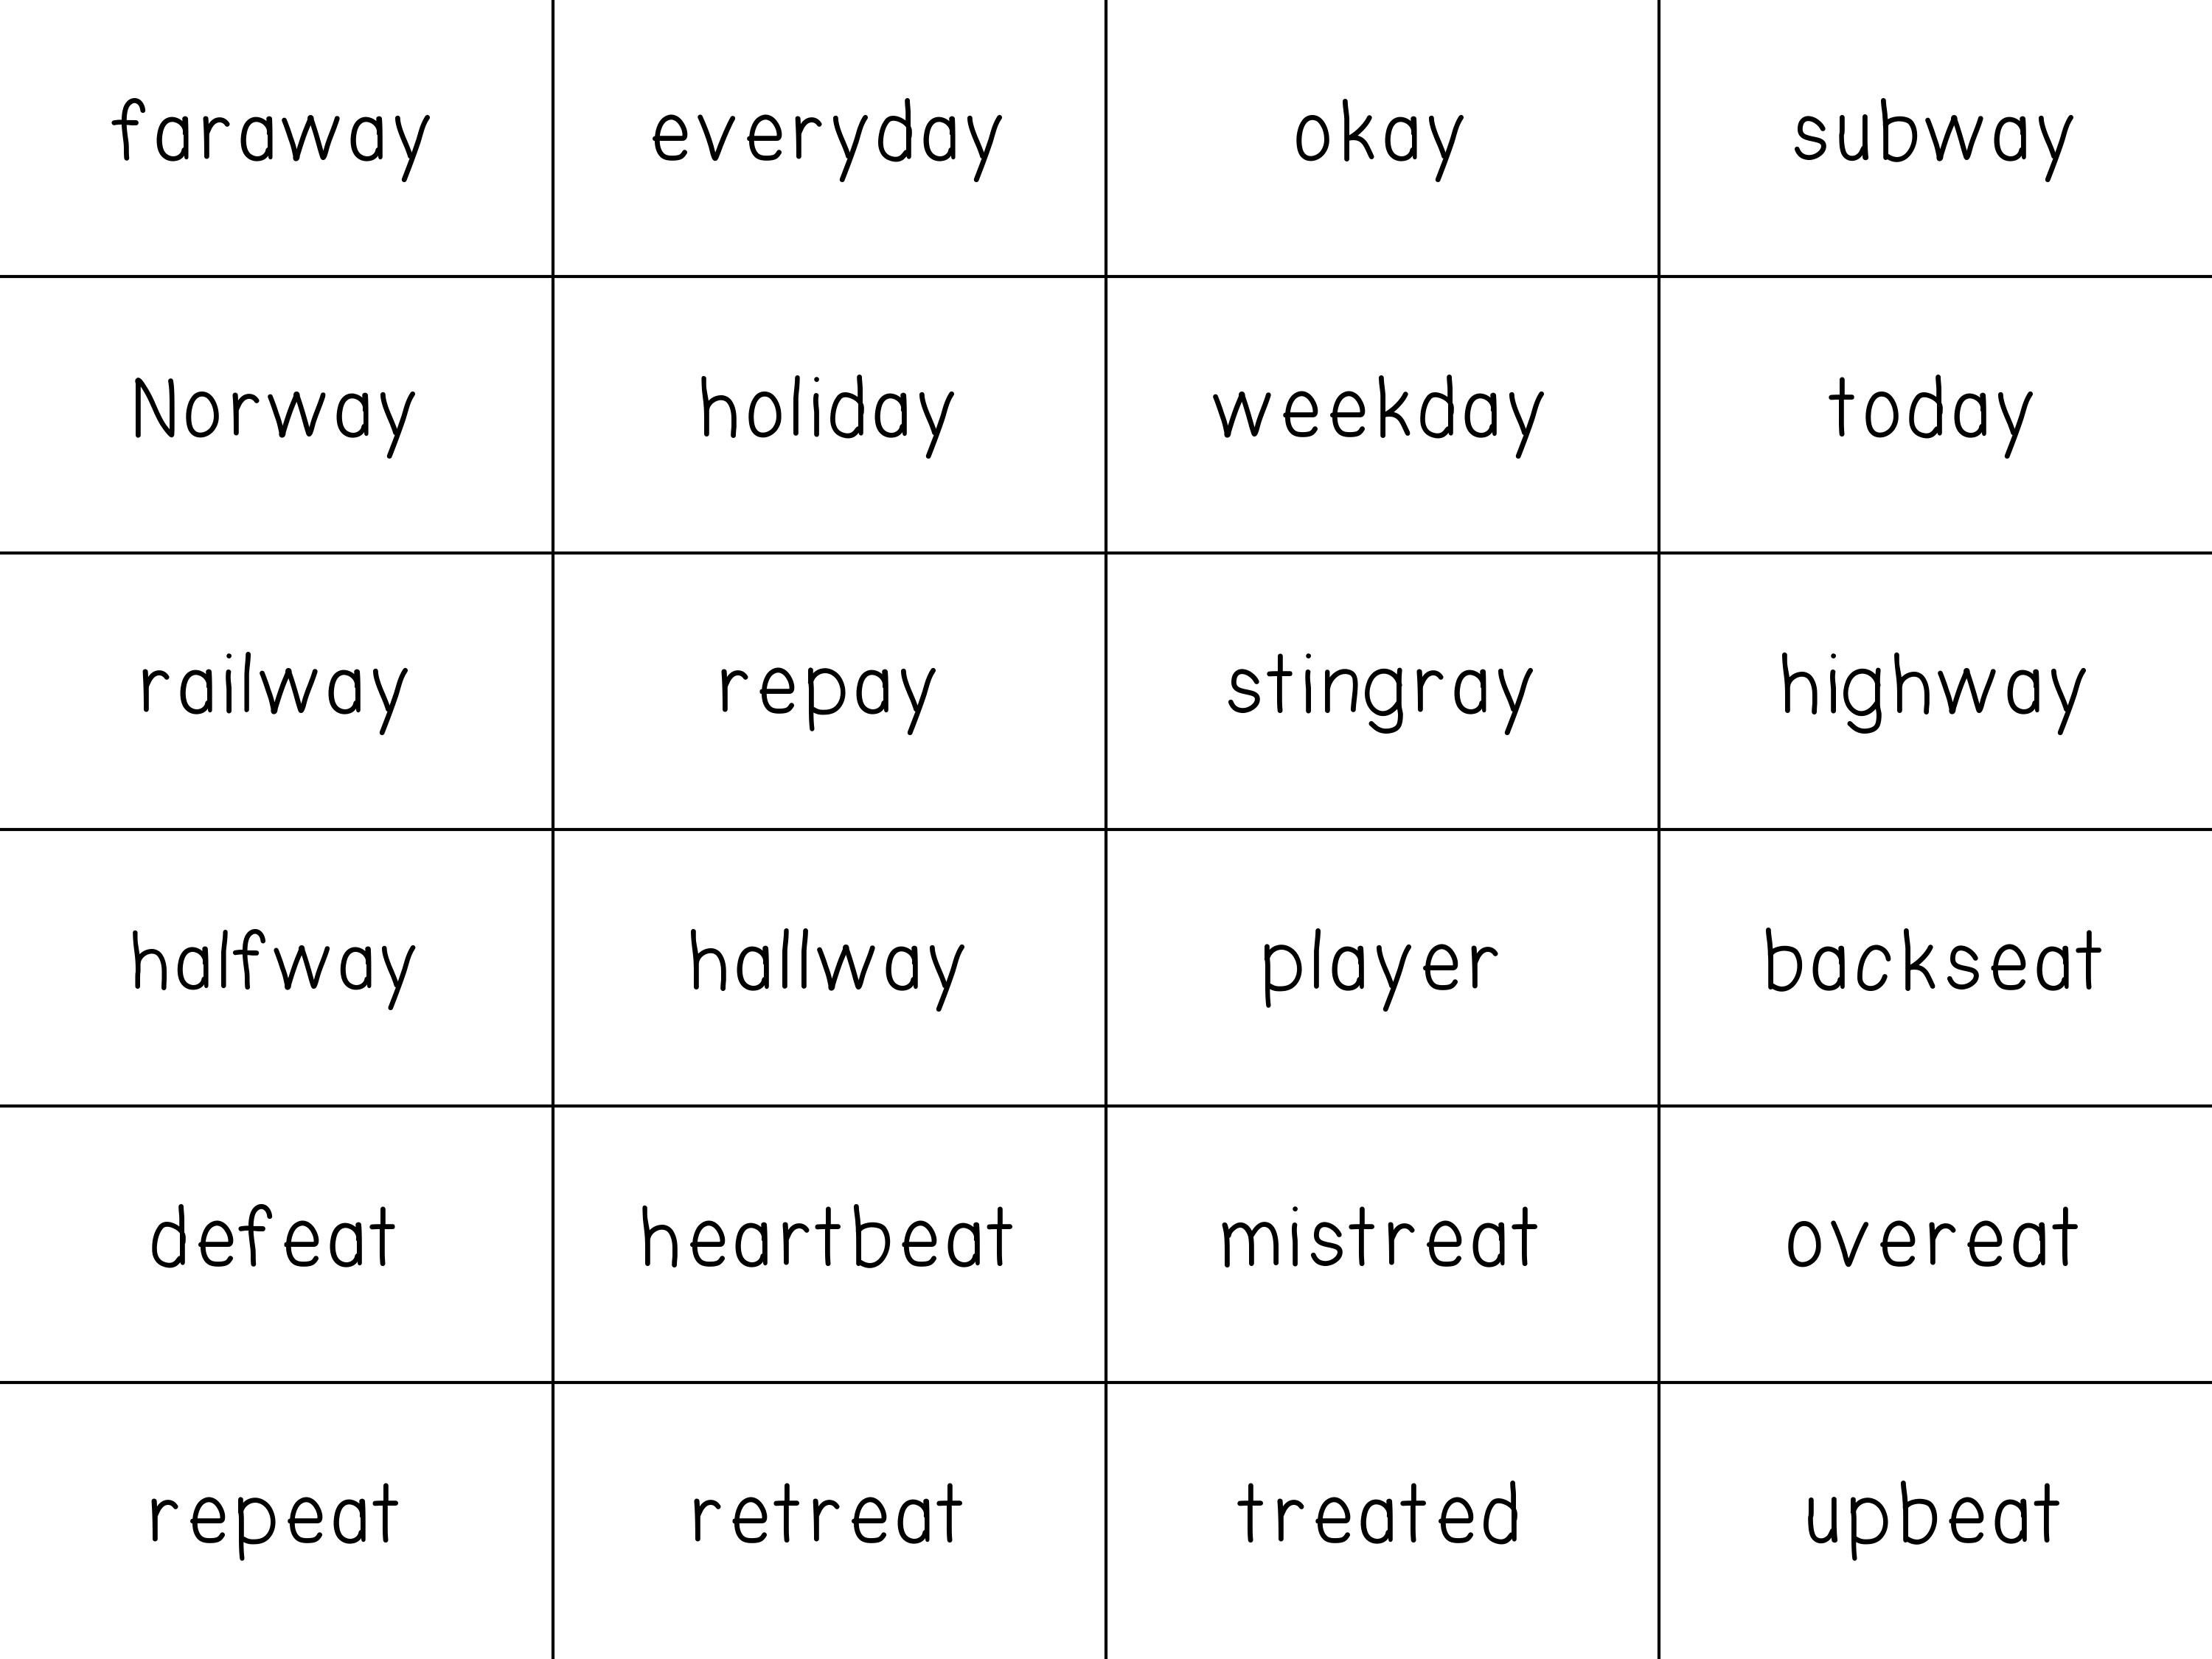 faraway everyday okay subway
Norway holiday weekday today
railway repay stingray highway
halfway hallway player backseat
defeat heartbeat mistreat overeat
repeat retreat treated upbeat